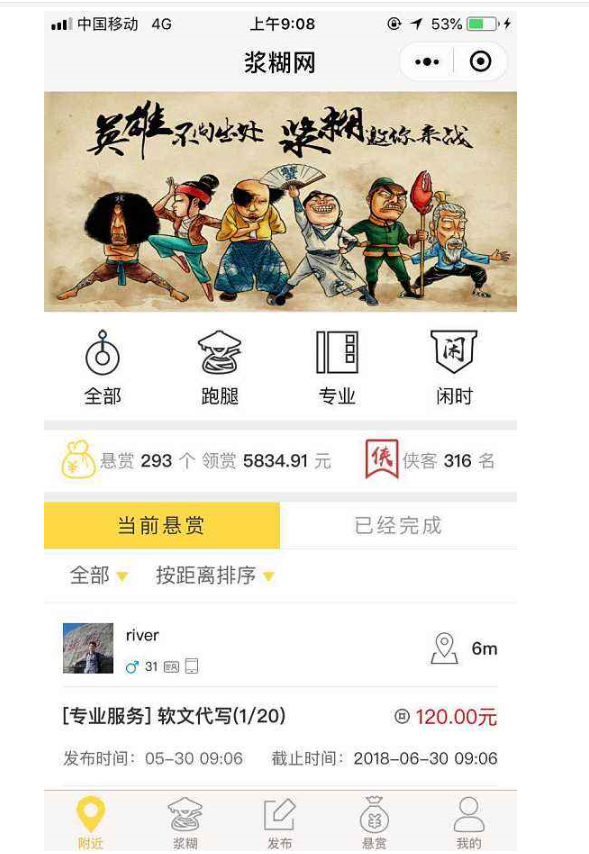 中国移动 4G 上午9:08 53%
浆糊网
英雄不问出处 浆糊邀你来战
全部 跑腿 专业 闲时
闲
悬赏 293 个 领赏 5834.91 元 侠 侠客 316 名
当前悬赏 已经完成
全部 按距离排序
river
31
6m
[专业服务] 软文代写(1/20) 120.00元
发布时间：05-30 09:06 截止时间：2018-06-30 09:06
附近 浆糊 发布 悬赏 我的